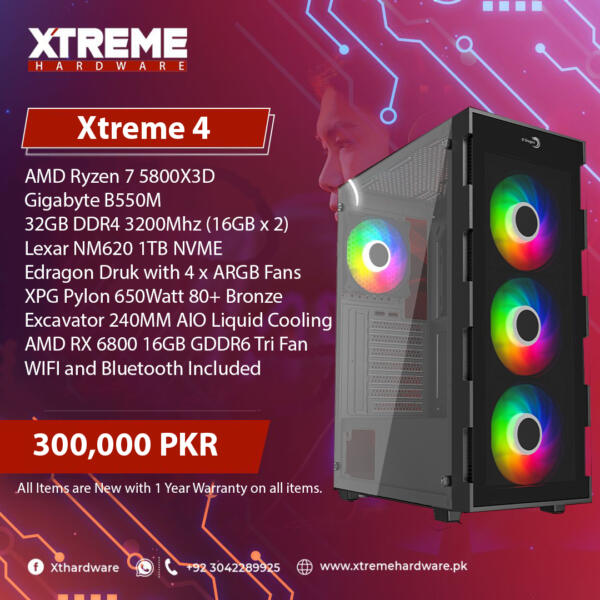 XTREME
HARDWARE
Xtreme 4
AMD Ryzen 7 5800X3D
Gigabyte B550M
32GB DDR4 3200Mhz (16GB x 2)
Lexar NM620 1TB NVME
Edragon Druk with 4 x ARGB Fans
XPG Pylon 650Watt 80+ Bronze
Excavator 240MM AIO Liquid Cooling
AMD RX 6800 16GB GDDR6 Tri Fan
WIFI and Bluetooth Included
300,000 PKR
All Items are New with 1 Year Warranty on all items.
Xthardware +92 3042289925 www.xtremehardware.pk